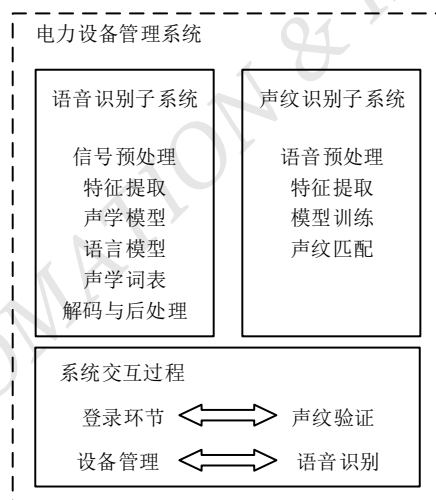 电力设备管理系统
语音识别子系统
信号预处理
特征提取
声学模型
语言模型
声学词表
解码与后处理
声纹识别子系统
语音预处理
特征提取
模型训练
声纹匹配
系统交互过程
登录环节 声纹验证
设备管理 语音识别
OMATION &